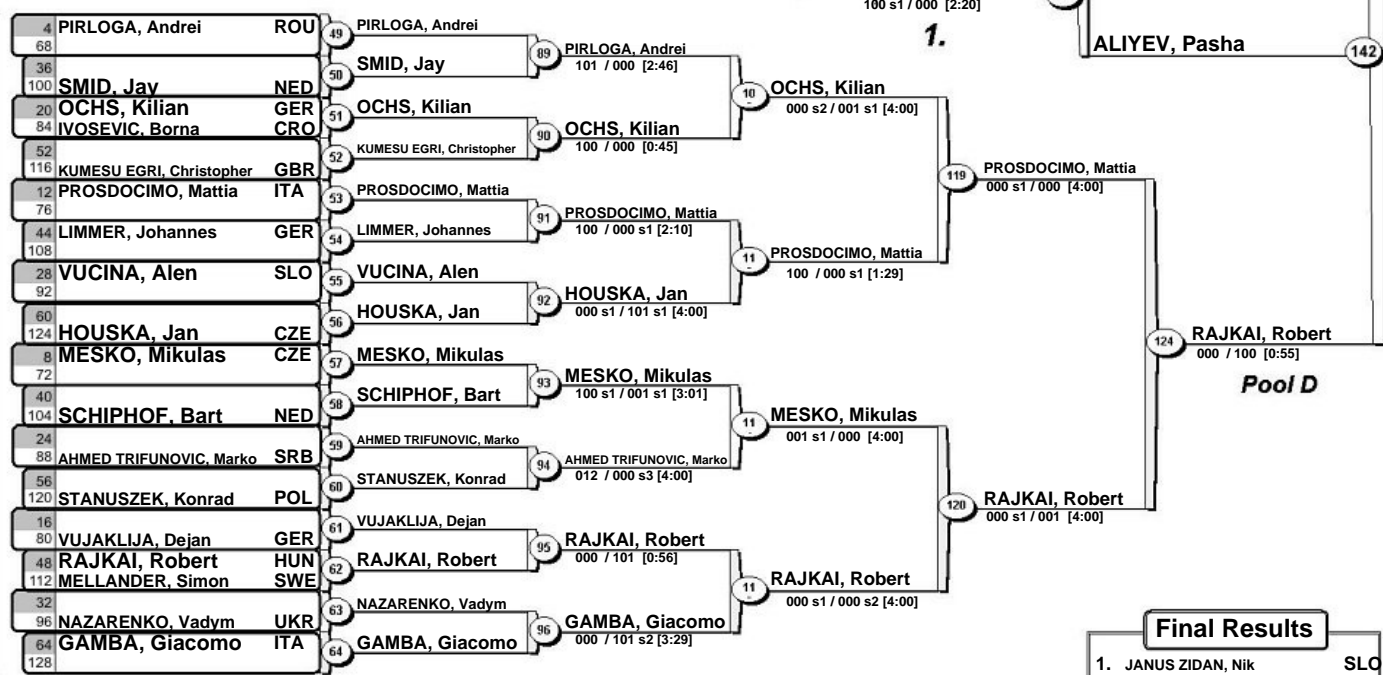 100 s1 / 000 [2:20]
1.
ALIYEV, Pasha
142
4 PIRLOGA, Andrei ROU
68
36
100 SMID, Jay NED
20 OCHS, Kilian GER
84 IVOSEVIC, Borna CRO
52
116 KUMESU EGRI, Christopher GBR
12 PROSDOCIMO, Mattia ITA
76
44 LIMMER, Johannes GER
108
28 VUCINA, Alen SLO
92
60
124 HOUSKA, Jan CZE
8 MESKO, Mikulas CZE
72
40
104 SCHIPHOF, Bart NED
24
88 AHMED TRIFUNOVIC, Marko SRB
56
120 STANUSZEK, Konrad POL
16
80 VUJAKLIJA, Dejan GER
48 RAJKAI, Robert HUN
112 MELLANDER, Simon SWE
32
96 NAZARENKO, Vadym UKR
64 GAMBA, Giacomo ITA
128
49 PIRLOGA, Andrei
50 SMID, Jay
51 OCHS, Kilian
52 KUMESU EGRI, Christopher
53 PROSDOCIMO, Mattia
54 LIMMER, Johannes
55 VUCINA, Alen
56 HOUSKA, Jan
57 MESKO, Mikulas
58 SCHIPHOF, Bart
59 AHMED TRIFUNOVIC, Marko
60 STANUSZEK, Konrad
61 VUJAKLIJA, Dejan
62 RAJKAI, Robert
63 NAZARENKO, Vadym
64 GAMBA, Giacomo
89 PIRLOGA, Andrei
101 / 000 [2:46]
90 OCHS, Kilian
100 / 000 [0:45]
91 PROSDOCIMO, Mattia
100 / 000 s1 [2:10]
92 HOUSKA, Jan
000 s1 / 101 s1 [4:00]
93 MESKO, Mikulas
100 s1 / 001 s1 [3:01]
94 AHMED TRIFUNOVIC, Marko
012 / 000 s3 [4:00]
95 RAJKAI, Robert
000 / 101 [0:56]
96 GAMBA, Giacomo
000 / 101 s2 [3:29]
10 OCHS, Kilian
000 s2 / 001 s1 [4:00]
11 PROSDOCIMO, Mattia
100 / 000 s1 [1:29]
11 MESKO, Mikulas
001 s1 / 000 [4:00]
11 RAJKAI, Robert
000 s1 / 000 s2 [4:00]
119 PROSDOCIMO, Mattia
000 s1 / 000 [4:00]
120 RAJKAI, Robert
000 s1 / 001 [4:00]
124 RAJKAI, Robert
000 / 100 [0:55]
Pool D
Final Results
1. JANUS ZIDAN, Nik SLO